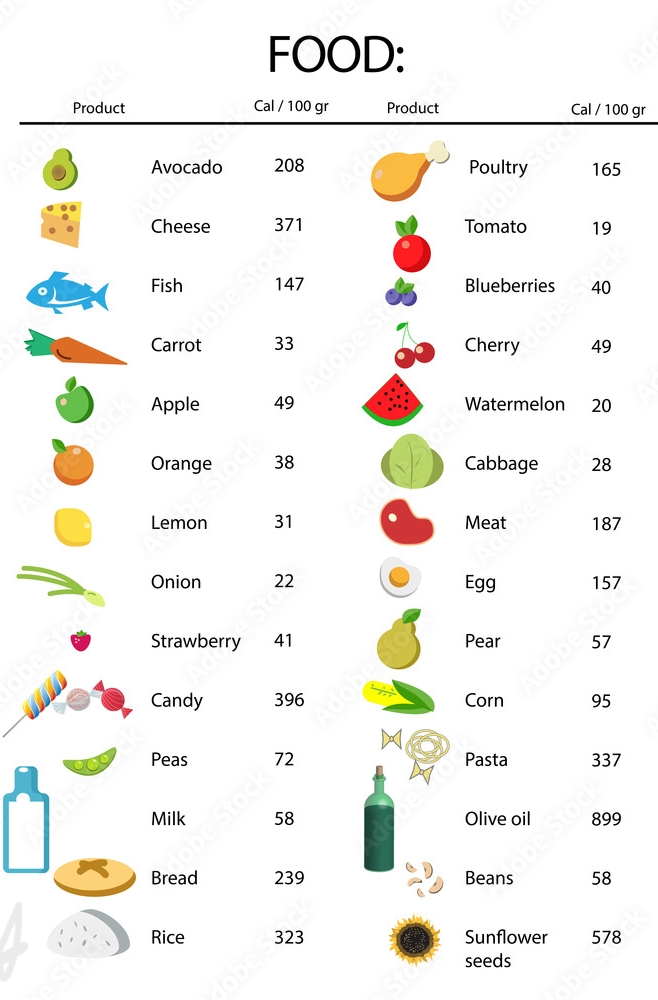 FOOD:
Product Cal / 100 gr Product Cal / 100 gr
Avocado 208 Poultry 165
Cheese 371 Tomato 19
Fish 147 Blueberries 40
Carrot 33 Cherry 49
Apple 49 Watermelon 20
Orange 38 Cabbage 28
Lemon 31 Meat 187
Onion 22 Egg 157
Strawberry 41 Pear 57
Candy 396 Corn 95
Peas 72 Pasta 337
Milk 58 Olive oil 899
Bread 239 Beans 58
Rice 323 Sunflower 578
seeds